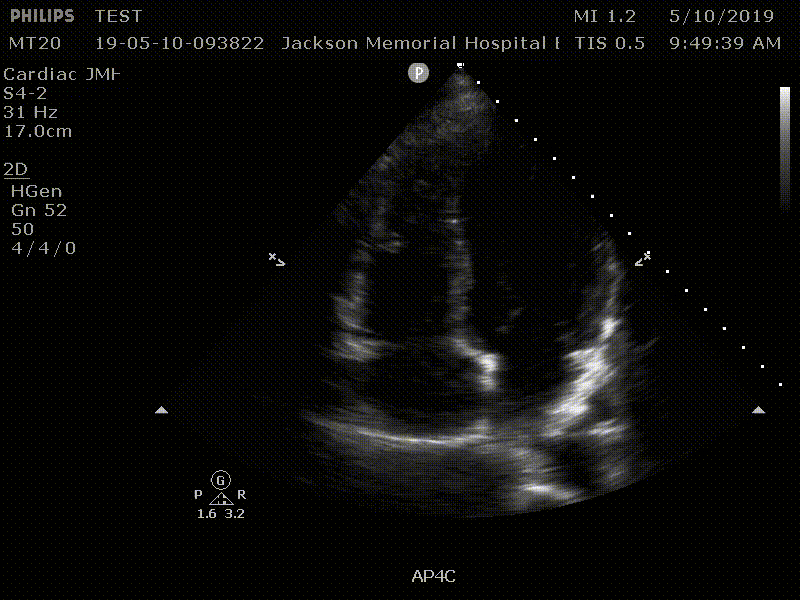 PHILIPS TEST MI 1.2 5/10/2019
MT20 19-05-10-093822 Jackson Memorial Hospital TIS 0.5 9:49:39 AM
P
Cardiac JMH
S4-2
31 Hz
17.0cm
2D
HGen
Gn 52
50
4/4/0
G
P R
1.6 3.2
AP4C